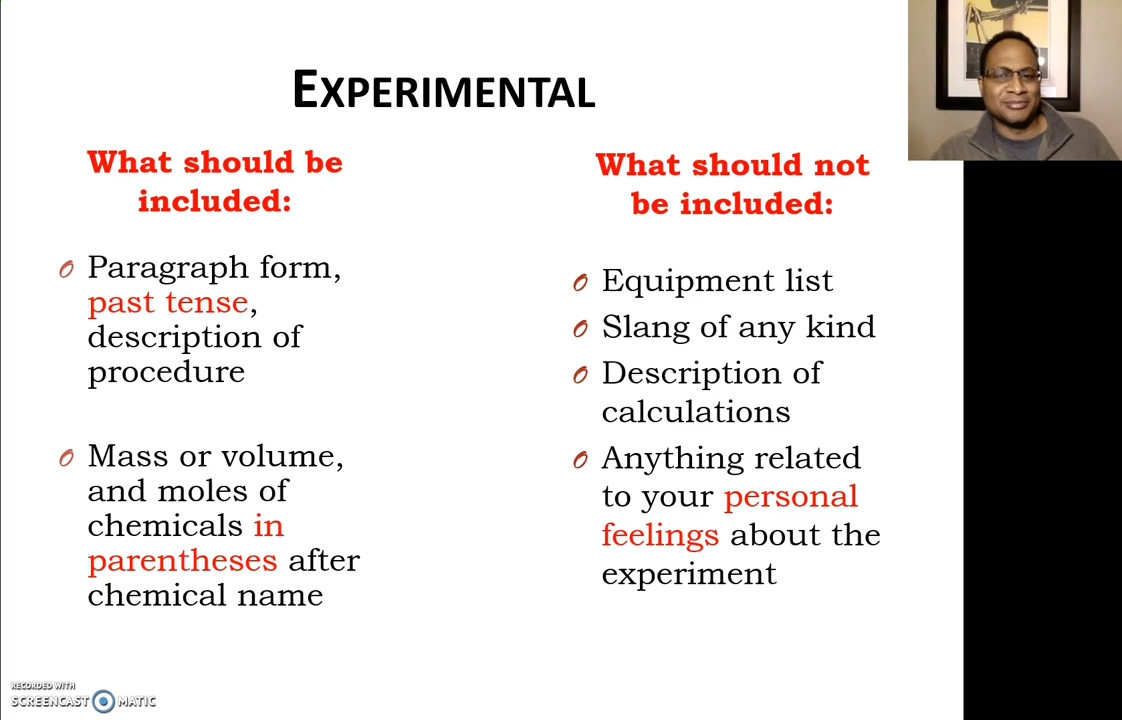 EXPERIMENTAL
What should be
included:
Paragraph form,
past tense,
description of
procedure
Mass or volume,
and moles of
chemicals in
parentheses after
chemical name
What should not
be included:
Equipment list
Slang of any kind
Description of
calculations
Anything related
to your personal
feelings about the
experiment
RECORDED WITH
SCREENCAST MATIC